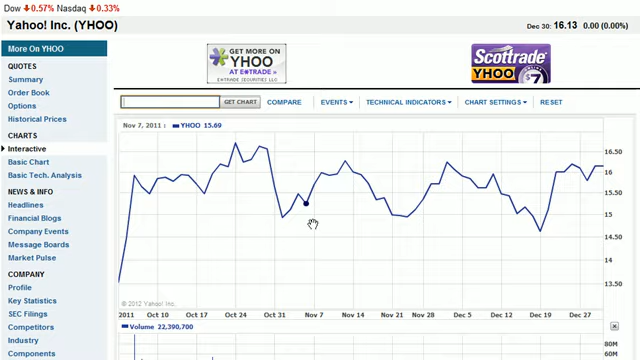 Dow 0.57% Nasdaq 0.33%
Yahoo! Inc. (YHOO)
Dec 30: 16.13 0.00 (0.00%)
More On YHOO
QUOTES
Summary
Order Book
Options
Historical Prices
CHARTS
Interactive
Basic Chart
Basic Tech. Analysis
NEWS & INFO
Headlines
Financial Blogs
Company Events
Message Boards
Market Pulse
COMPANY
Profile
Key Statistics
SEC Filings
Competitors
Industry
Components
GET MORE ON
YHOO
AT E*TRADE »
E*TRADE SECURITIES LLC
Scottrade
YHOO $7
GET CHART COMPARE EVENTS TECHNICAL INDICATORS CHART SETTINGS RESET
Nov 7, 2011 : YHOO 15.69
16.50
16
15.50
15
14.50
14
13.50
© 2012 Yahoo! Inc.
2011 Oct 10 Oct 17 Oct 24 Oct 31 Nov 7 Nov 14 Nov 21 Nov 28 Dec 5 Dec 12 Dec 19 Dec 27
Volume 22,390,700
80M
60M